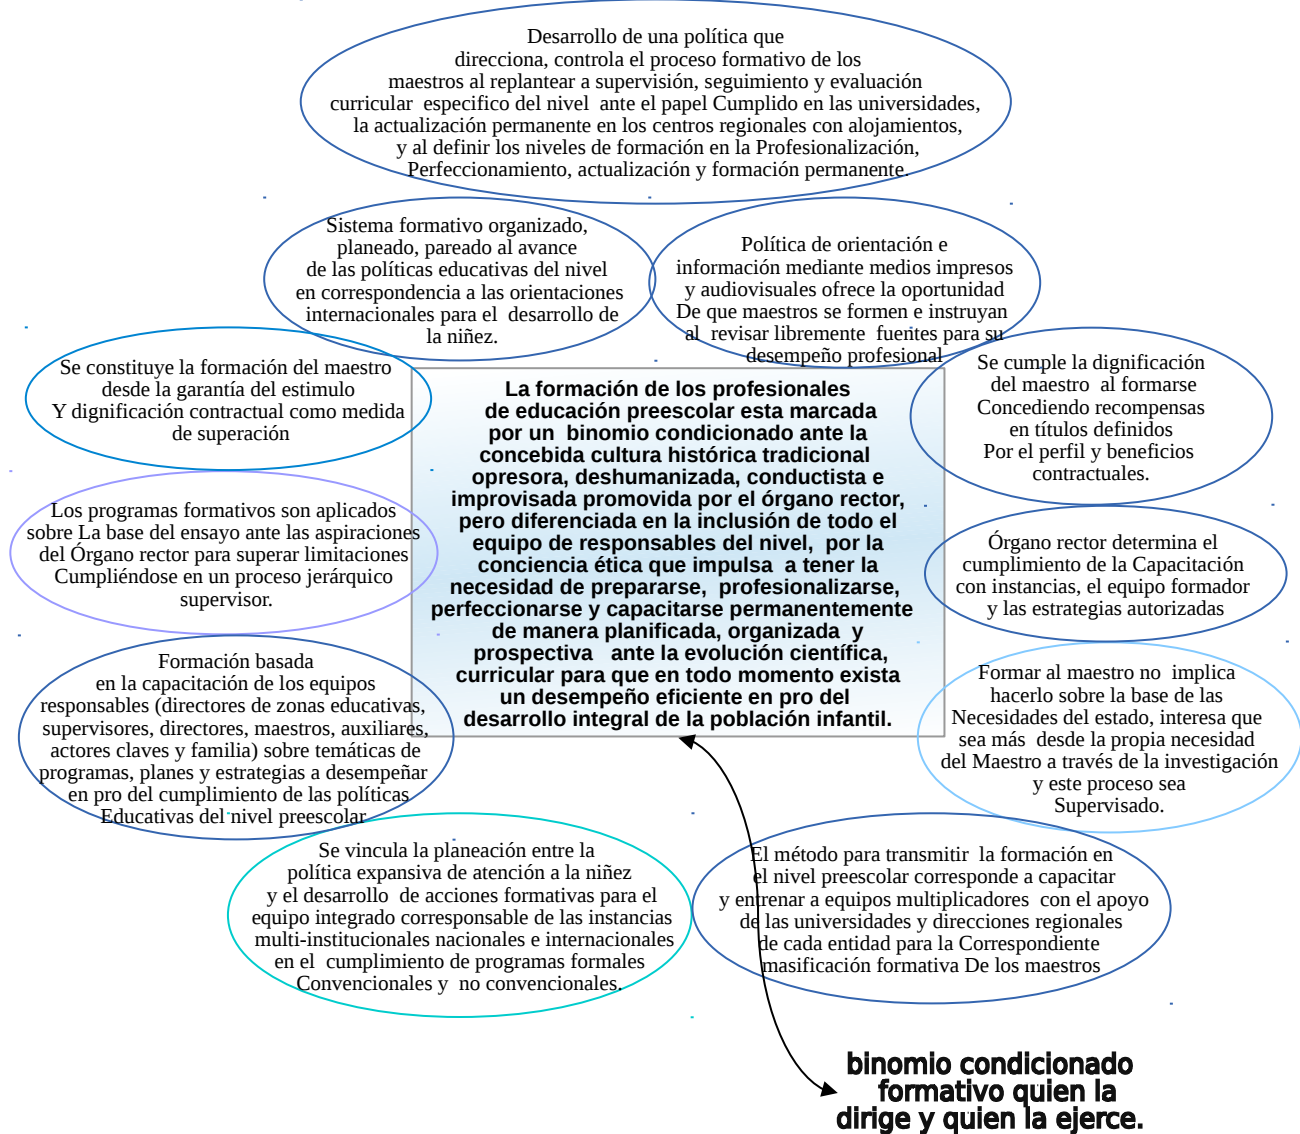 Desarrollo de una política que
direcciona, controla el proceso formativo de los
maestros al replantear a supervisión, seguimiento y evaluación
curricular especifico del nivel ante el papel Cumplido en las universidades,
la actualización permanente en los centros regionales con alojamientos,
y al definir los niveles de formación en la Profesionalización,
Perfeccionamiento, actualización y formación permanente.
Sistema formativo organizado,
planeado, pareado al avance
de las políticas educativas del nivel
en correspondencia a las orientaciones
internacionales para el desarrollo de
la niñez.
Política de orientación e
información mediante medios impresos
y audiovisuales ofrece la oportunidad
De que maestros se formen e instruyan
al revisar libremente fuentes para su
desempeño profesional
Se constituye la formación del maestro
desde la garantía del estimulo
Y dignificación contractual como medida
de superación
Se cumple la dignificación
del maestro al formarse
Concediendo recompensas
en títulos definidos
Por el perfil y beneficios
contractuales.
La formación de los profesionales
de educación preescolar esta marcada
por un binomio condicionado ante la
concebida cultura histórica tradicional
opresora, deshumanizada, conductista e
improvisada promovida por el órgano rector,
pero diferenciada en la inclusión de todo el
equipo de responsables del nivel, por la
conciencia ética que impulsa a tener la
necesidad de prepararse, profesionalizarse,
perfeccionarse y capacitarse permanentemente
de manera planificada, organizada y
prospectiva ante la evolución científica,
curricular para que en todo momento exista
un desempeño eficiente en pro del
desarrollo integral de la población infantil.
Los programas formativos son aplicados
sobre La base del ensayo ante las aspiraciones
del Órgano rector para superar limitaciones
Cumpliéndose en un proceso jerárquico
supervisor.
Órgano rector determina el
cumplimiento de la Capacitación
con instancias, el equipo formador
y las estrategias autorizadas
Formación basada
en la capacitación de los equipos
responsables (directores de zonas educativas,
supervisores, directores, maestros, auxiliares,
actores claves y familia) sobre temáticas de
programas, planes y estrategias a desempeñar
en pro del cumplimiento de las políticas
Educativas del nivel preescolar
Formar al maestro no implica
hacerlo sobre la base de las
Necesidades del estado, interesa que
sea más desde la propia necesidad
del Maestro a través de la investigación
y este proceso sea
Supervisado.
Se vincula la planeación entre la
política expansiva de atención a la niñez
y el desarrollo de acciones formativas para el
equipo integrado corresponsable de las instancias
multi-institucionales nacionales e internacionales
en el cumplimiento de programas formales
Convencionales y no convencionales.
El método para transmitir la formación en
el nivel preescolar corresponde a capacitar
y entrenar a equipos multiplicadores con el apoyo
de las universidades y direcciones regionales
de cada entidad para la Correspondiente
masificación formativa De los maestros
binomio condicionado
formativo quien la
dirige y quien la ejerce.